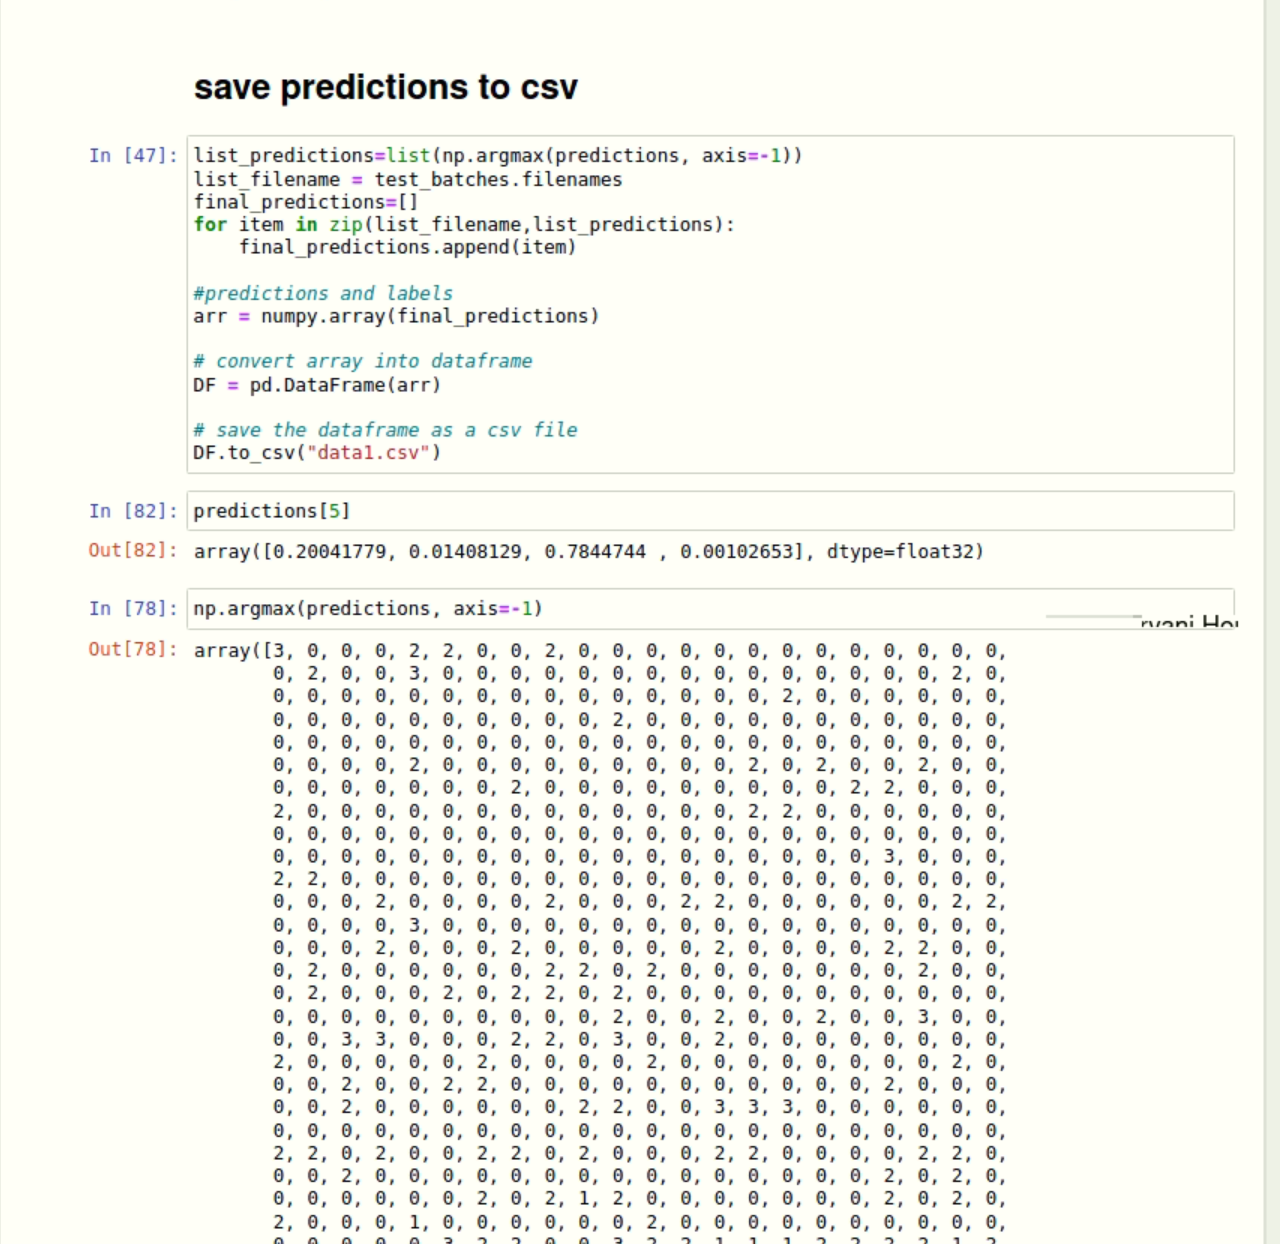 save predictions to csv
In [47]:
list_predictions=list(np.argmax(predictions, axis=-1))
list_filename = test_batches.filenames
final_predictions=[]
for item in zip(list_filename,list_predictions):
    final_predictions.append(item)
#predictions and labels
arr = numpy.array(final_predictions)
# convert array into dataframe
DF = pd.DataFrame(arr)
# save the dataframe as a csv file
DF.to_csv("data1.csv")
In [82]: predictions[5]
Out[82]: array([0.20041779, 0.01408129, 0.7844744 , 0.00102653], dtype=float32)
In [78]: np.argmax(predictions, axis=-1)
Out[78]: array([3, 0, 0, 0, 2, 2, 0, 0, 2, 0, 0, 0, 0, 0, 0, 0, 0, 0, 0, 0, 0, 0,
0, 2, 0, 0, 3, 0, 0, 0, 0, 0, 0, 0, 0, 0, 0, 0, 0, 0, 0, 0, 2, 0,
0, 0, 0, 0, 0, 0, 0, 0, 0, 0, 0, 0, 0, 0, 0, 2, 0, 0, 0, 0, 0, 0,
0, 0, 0, 0, 0, 0, 0, 0, 0, 0, 2, 0, 0, 0, 0, 0, 0, 0, 0, 0, 0, 0,
0, 0, 0, 0, 0, 0, 0, 0, 0, 0, 0, 0, 0, 0, 0, 0, 0, 0, 0, 0, 0, 0,
0, 0, 0, 0, 2, 0, 0, 0, 0, 0, 0, 0, 0, 0, 2, 0, 2, 0, 0, 2, 0, 0,
0, 0, 0, 0, 0, 0, 0, 2, 0, 0, 0, 0, 0, 0, 0, 0, 0, 2, 2, 0, 0, 0,
2, 0, 0, 0, 0, 0, 0, 0, 0, 0, 0, 0, 0, 0, 2, 2, 0, 0, 0, 0, 0, 0,
0, 0, 0, 0, 0, 0, 0, 0, 0, 0, 0, 0, 0, 0, 0, 0, 0, 0, 0, 0, 0, 0,
0, 0, 0, 0, 0, 0, 0, 0, 0, 0, 0, 0, 0, 0, 0, 0, 0, 0, 3, 0, 0, 0,
2, 2, 0, 0, 0, 0, 0, 0, 0, 0, 0, 0, 0, 0, 0, 0, 0, 0, 0, 0, 0, 0,
0, 0, 0, 2, 0, 0, 0, 0, 2, 0, 0, 0, 2, 2, 0, 0, 0, 0, 0, 0, 2, 2,
0, 0, 0, 0, 3, 0, 0, 0, 0, 0, 0, 0, 0, 0, 0, 0, 0, 0, 0, 0, 0, 0,
0, 0, 0, 2, 0, 0, 0, 2, 0, 0, 0, 0, 0, 2, 0, 0, 0, 0, 2, 2, 0, 0,
0, 2, 0, 0, 0, 0, 0, 0, 2, 2, 0, 2, 0, 0, 0, 0, 0, 0, 0, 2, 0, 0,
0, 2, 0, 0, 0, 2, 0, 2, 2, 0, 2, 0, 0, 0, 0, 0, 0, 0, 0, 0, 0, 0,
0, 0, 0, 0, 0, 0, 0, 0, 0, 0, 2, 0, 0, 2, 0, 0, 2, 0, 0, 3, 0, 0,
0, 0, 3, 3, 0, 0, 0, 2, 2, 0, 3, 0, 0, 2, 0, 0, 0, 0, 0, 0, 0, 0,
2, 0, 0, 0, 0, 0, 2, 0, 0, 0, 0, 2, 0, 0, 0, 0, 0, 0, 0, 0, 2, 0,
0, 0, 2, 0, 0, 2, 2, 0, 0, 0, 0, 0, 0, 0, 0, 0, 0, 0, 2, 0, 0, 0,
0, 0, 2, 0, 0, 0, 0, 0, 0, 2, 2, 0, 0, 3, 3, 3, 0, 0, 0, 0, 0, 0,
0, 0, 0, 0, 0, 0, 0, 0, 0, 0, 0, 0, 0, 0, 0, 0, 0, 0, 0, 0, 0, 0,
2, 2, 0, 2, 0, 0, 2, 2, 0, 2, 0, 0, 0, 2, 2, 0, 0, 0, 0, 2, 2, 0,
0, 0, 2, 0, 0, 0, 0, 0, 0, 0, 0, 0, 0, 0, 0, 0, 0, 0, 2, 0, 2, 0,
0, 0, 0, 0, 0, 0, 2, 0, 2, 1, 2, 0, 0, 0, 0, 0, 0, 0, 2, 0, 2, 0,
2, 0, 0, 0, 1, 0, 0, 0, 0, 0, 0, 2, 0, 0, 0, 0, 0, 0, 0, 0, 0, 0,